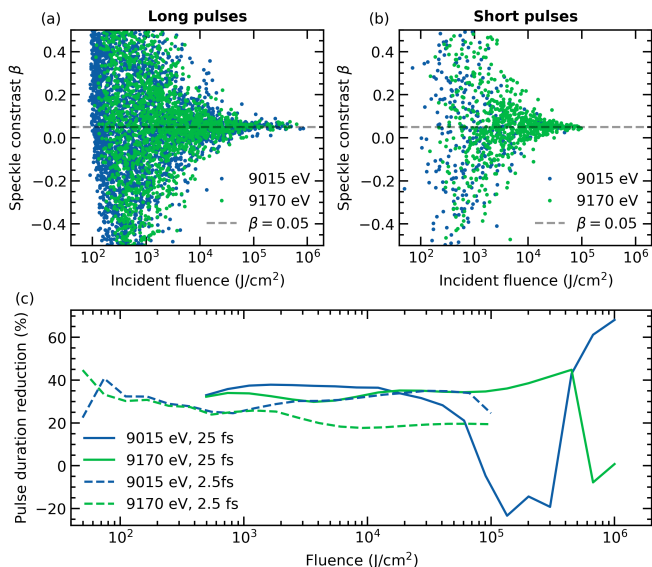 (a) Long pulses
Speckle constrast β
0.4
0.2
0.0
−0.2
−0.4
9015 eV
9170 eV
β = 0.05
10² 10³ 10⁴ 10⁵ 10⁶
Incident fluence (J/cm²)
(b) Short pulses
Speckle constrast β
0.4
0.2
0.0
−0.2
−0.4
9015 eV
9170 eV
β = 0.05
10² 10³ 10⁴ 10⁵ 10⁶
Incident fluence (J/cm²)
(c)
Pulse duration reduction (%)
60
40
20
0
−20
9015 eV, 25 fs
9170 eV, 25 fs
9015 eV, 2.5fs
9170 eV, 2.5 fs
10² 10³ 10⁴ 10⁵ 10⁶
Fluence (J/cm²)